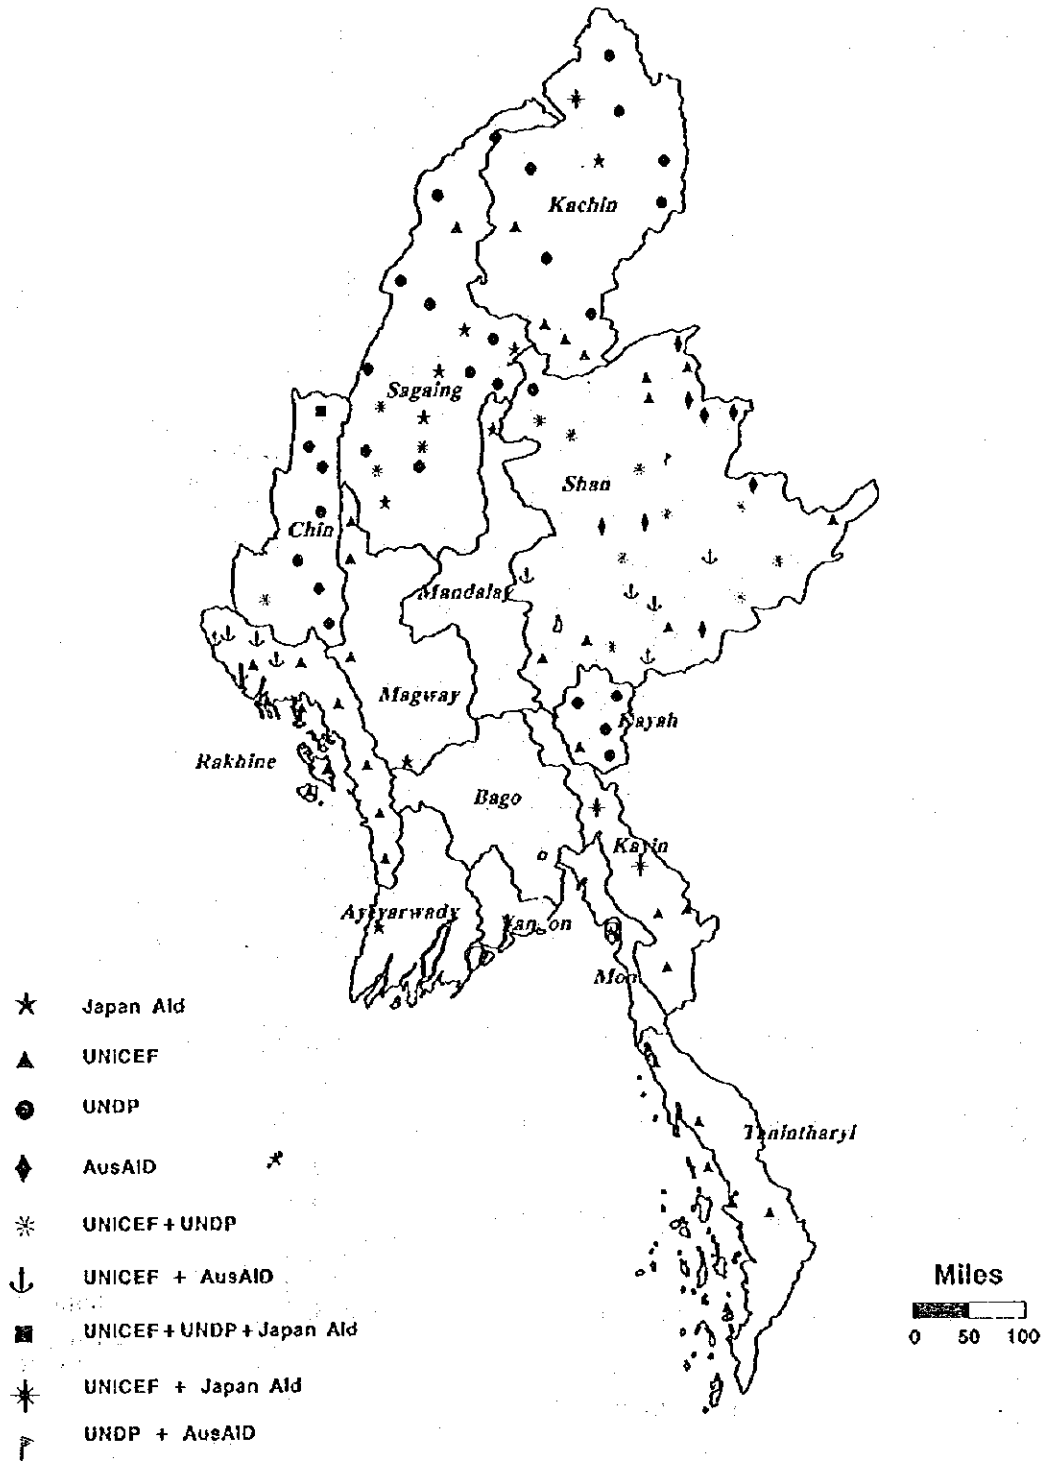 Kachin
Sagaing
Shan
Chin
Mandalay
Magway
Kayah
Rakhine
Bago
Kayin
Ayeyarwady
Yangon
Mon
Japan Aid
UNICEF
UNDP
Tanintharyi
AusAID
UNICEF+UNDP
UNICEF + AusAID
Miles
UNICEF+UNDP+Japan Aid
0 50 100
UNICEF + Japan Aid
UNDP + AusAID